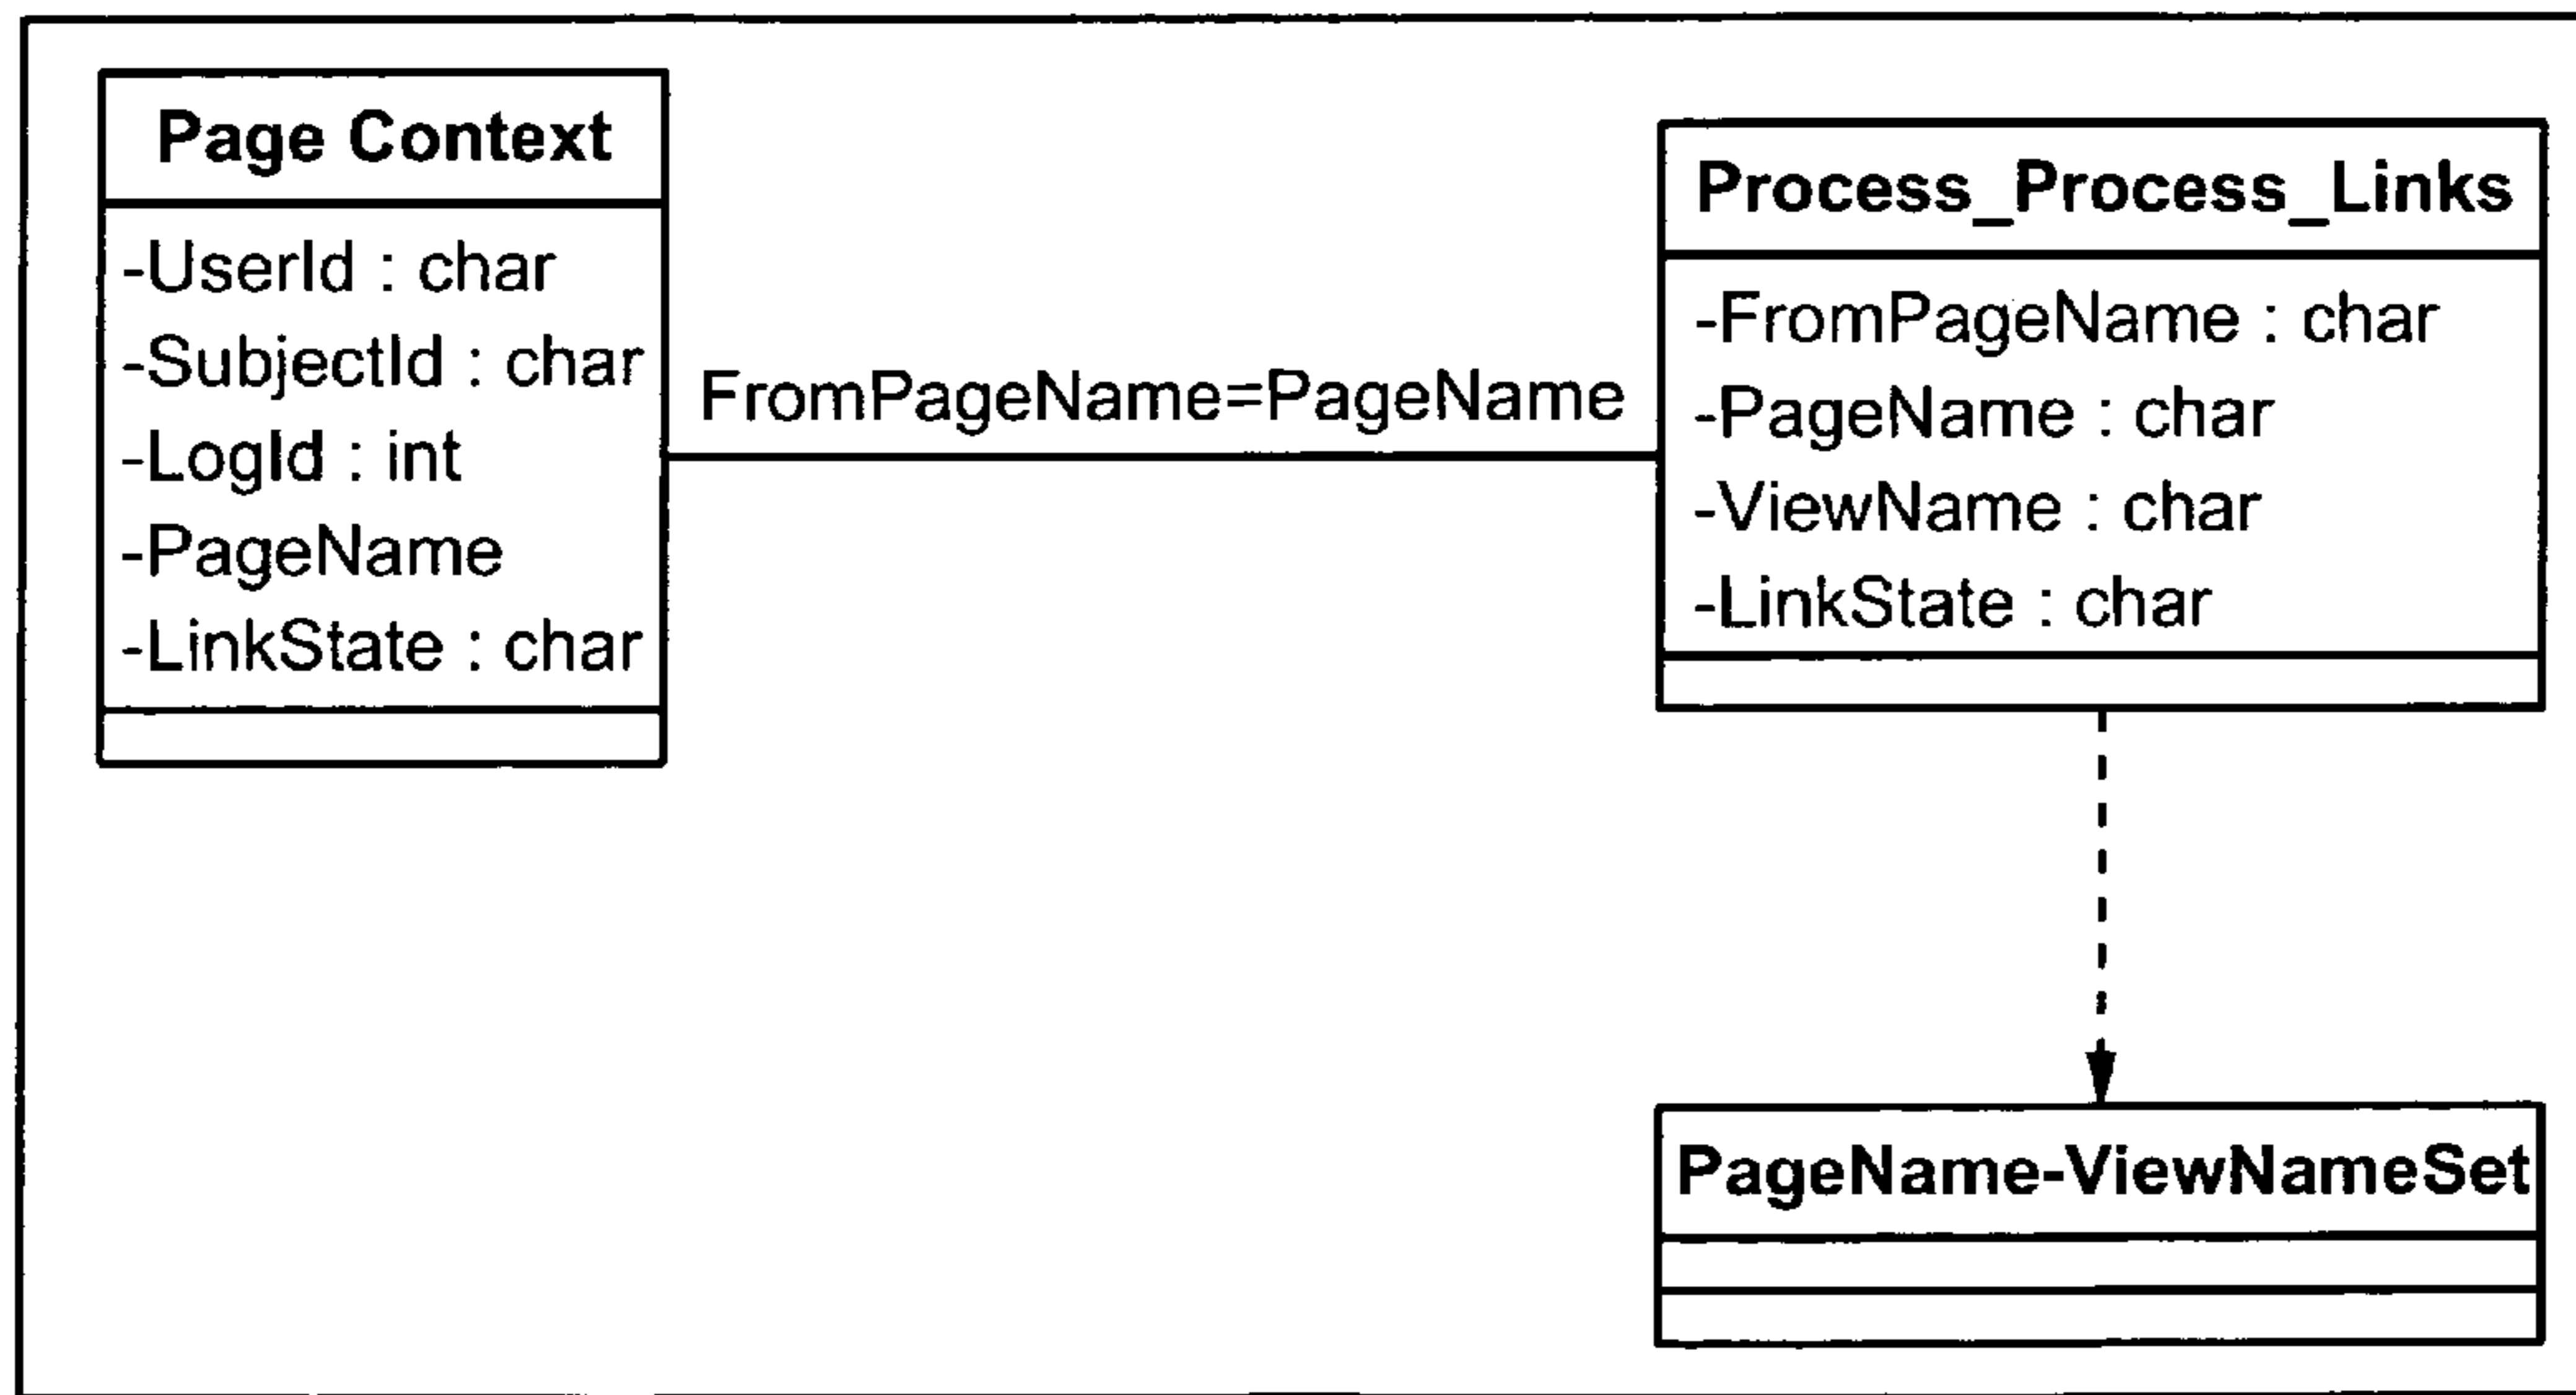 Page Context
-UserId : char
-SubjectId : char
-LogId : int
-PageName
-LinkState : char
FromPageName=PageName
Process_Process_Links
-FromPageName : char
-PageName : char
-ViewName : char
-LinkState : char
PageName-ViewNameSet